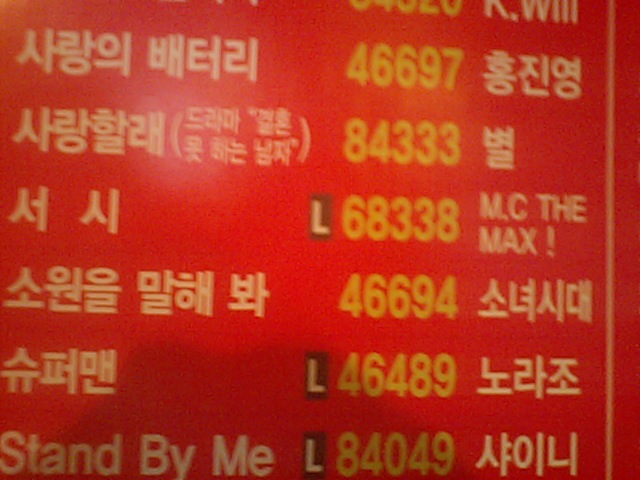 84320 K.Will
사랑의 배터리 46697 홍진영
사랑할래(드라마 "결혼 못 하는 남자") 84333 별
서 시 L 68338 M.C THE MAX !
소원을 말해 봐 46694 소녀시대
슈퍼맨 L 46489 노라조
Stand By Me L 84049 샤이니